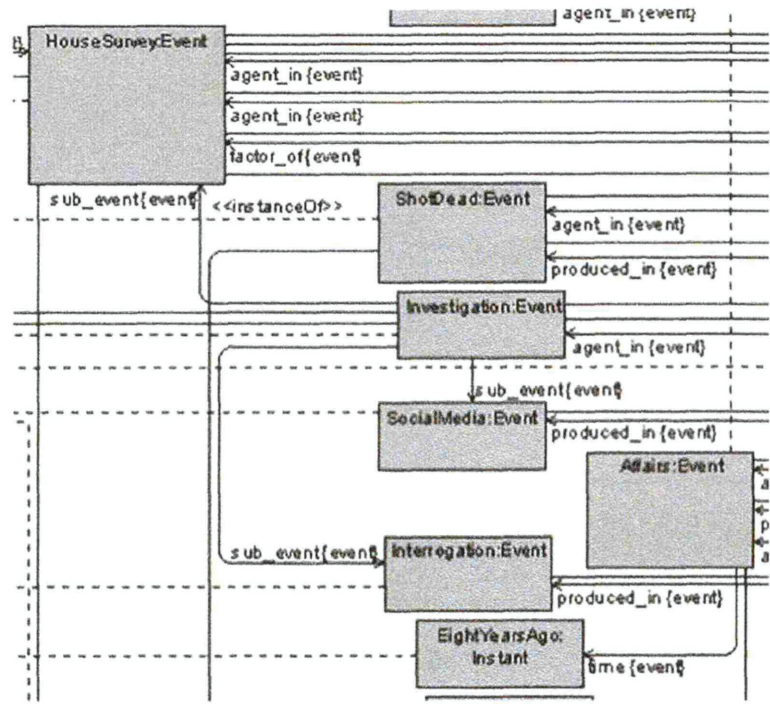 agent_in {event}
HouseSurvey:Event
agent_in {event}
agent_in {event}
factor_of{event}
sub_event{event}
<<instanceOf>>
ShotDead:Event
agent_in {event}
produced_in {event}
Investigation:Event
agent_in {event}
sub_event{event}
SocialMedia:Event
produced_in {event}
Affairs:Event
a
p
a
sub_event{event}
Interrogation:Event
produced_in {event}
EightYearsAgo:
Instant
time {event}